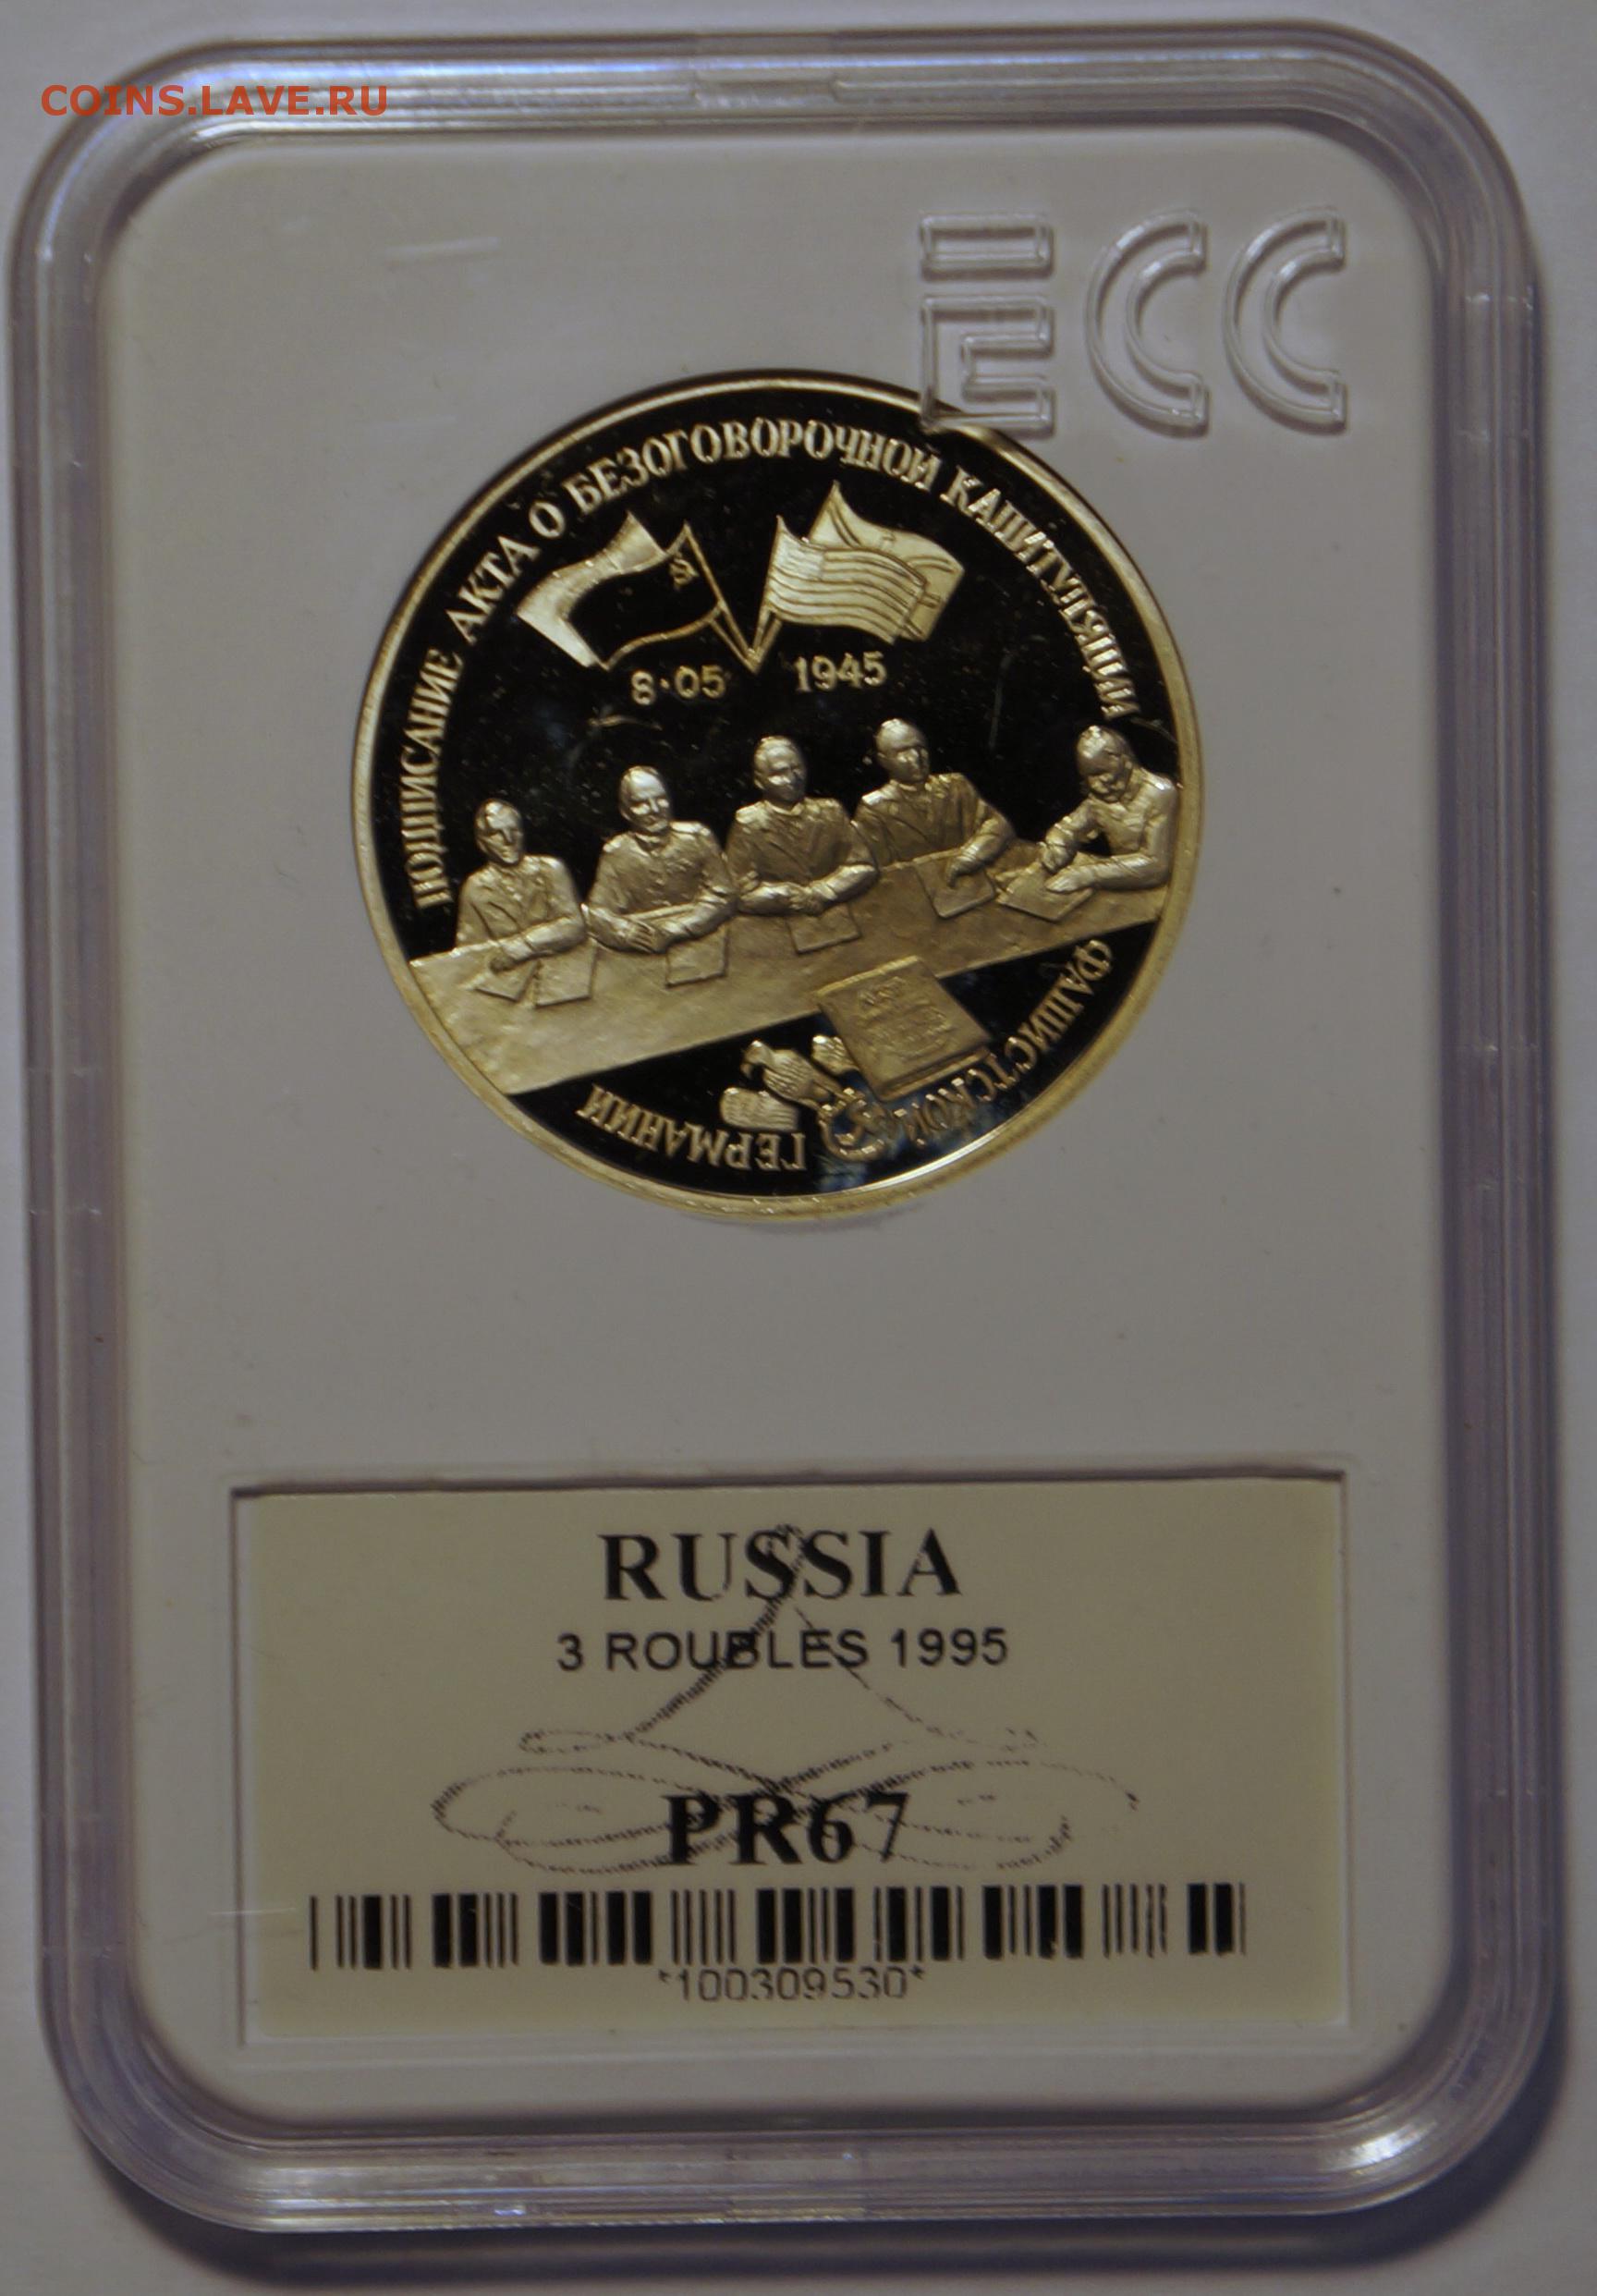 COINS.LAVE.RU
ECC
ПОДПИСАНИЕ АКТА О БЕЗОГОВОРОЧНОЙ КАПИТУЛЯЦИИ
8·05 1945
ФАШИСТСКОЙ
ГЕРМАНИИ
RUSSIA
3 ROUBLES 1995
PR67
*100309530*